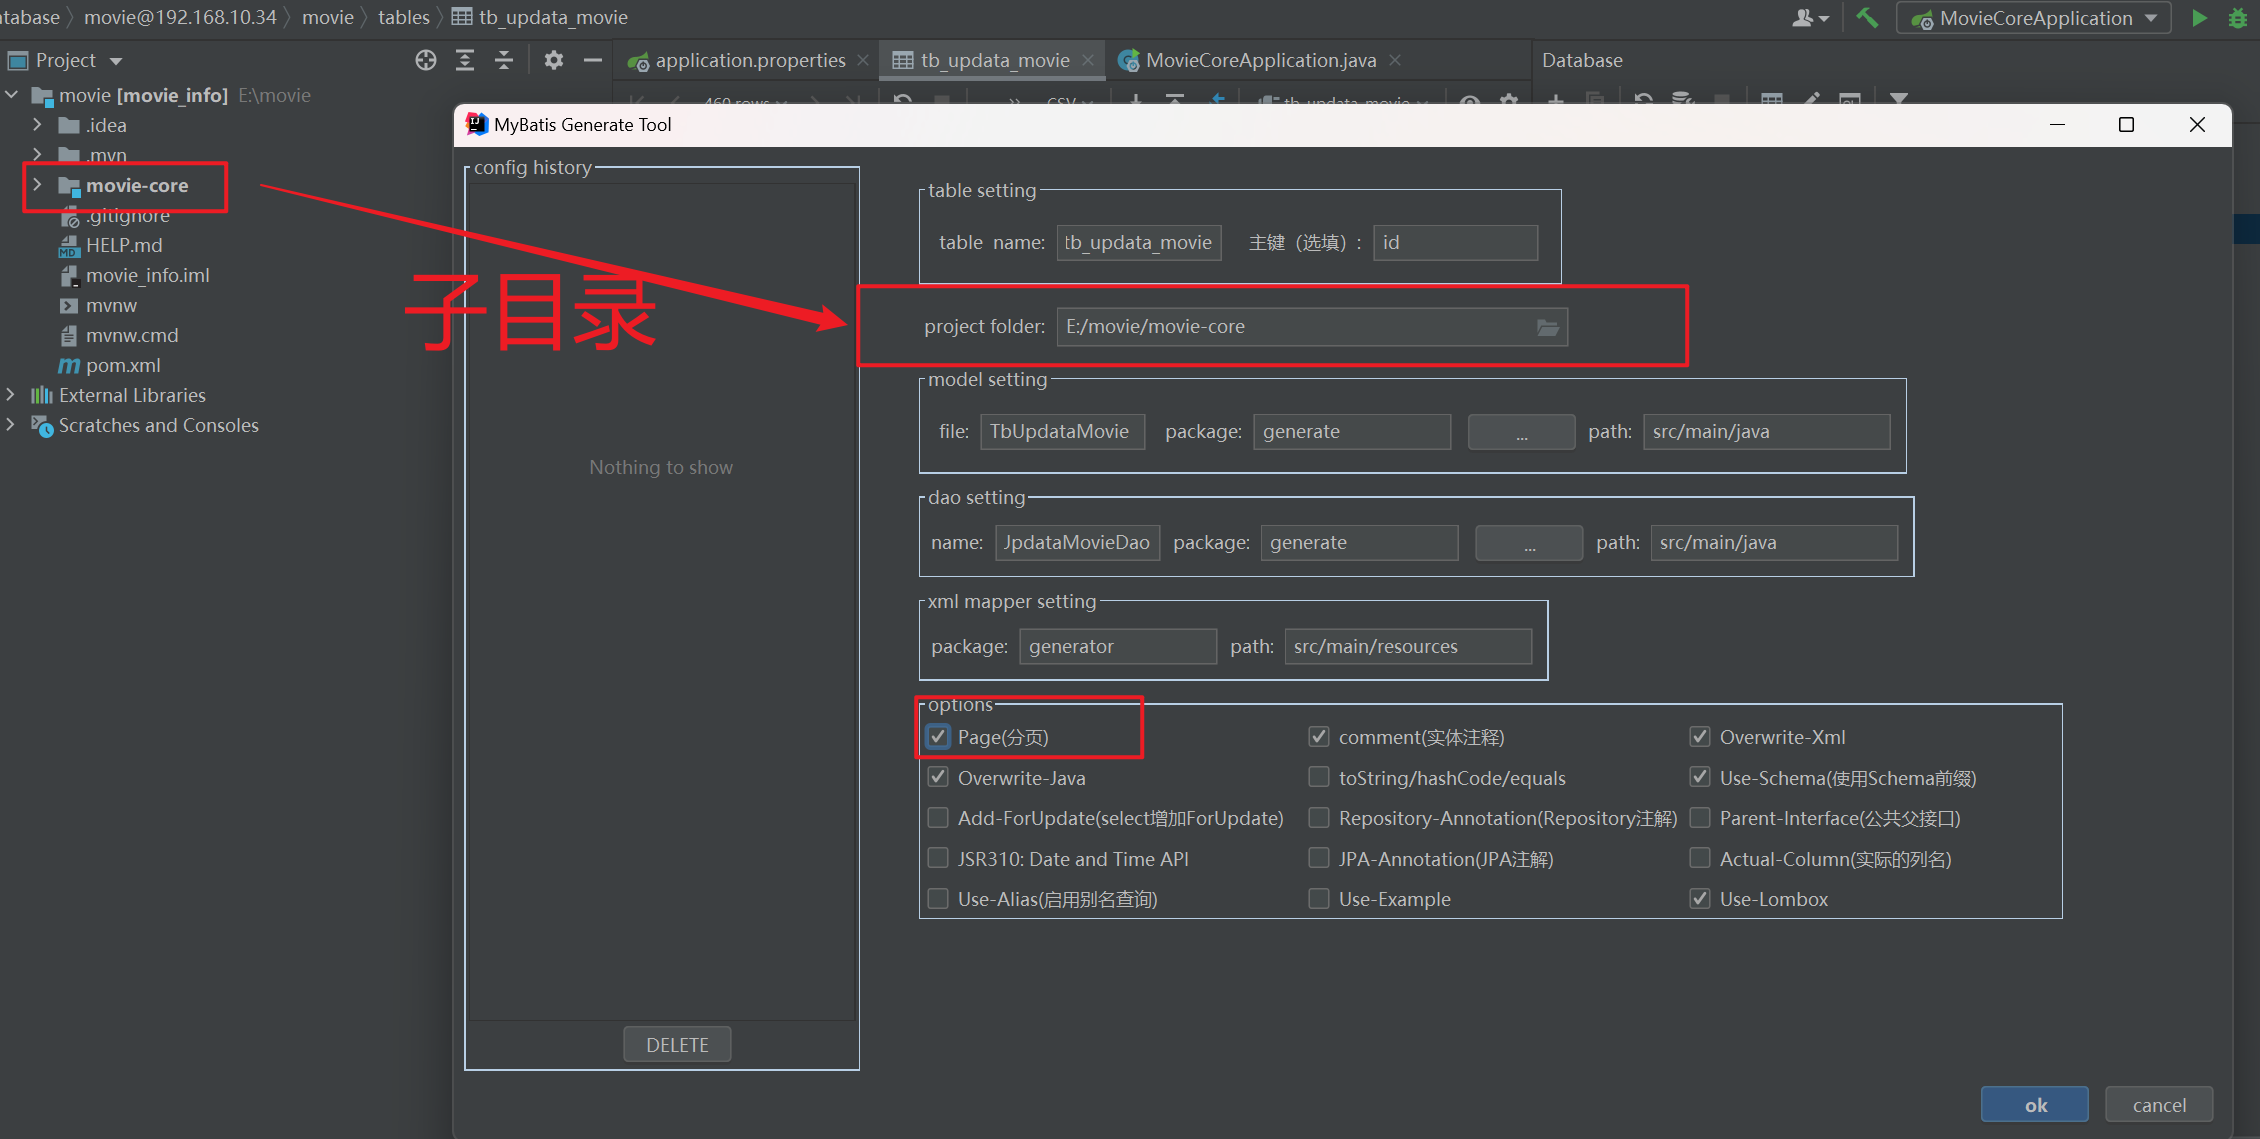 atabase movie@192.168.10.34 movie tables tb_updata_movie
MovieCoreApplication
Project
application.properties
tb_updata_movie
MovieCoreApplication.java
Database
movie [movie_info] E:\movie
.idea
.mvn
movie-core
.gitignore
HELP.md
movie_info.iml
mvnw
mvnw.cmd
pom.xml
External Libraries
Scratches and Consoles
460 rows
CSV
tb_updata_movie
子目录
MyBatis Generate Tool
config history
Nothing to show
DELETE
table setting
table name: tb_updata_movie 主键（选填）: id
project folder: E:/movie/movie-core
model setting
file: TbUpdataMovie package: generate ... path: src/main/java
dao setting
name: JpdataMovieDao package: generate ... path: src/main/java
xml mapper setting
package: generator path: src/main/resources
options
Page(分页) comment(实体注释) Overwrite-Xml
Overwrite-Java toString/hashCode/equals Use-Schema(使用Schema前缀)
Add-ForUpdate(select增加ForUpdate) Repository-Annotation(Repository注解) Parent-Interface(公共父接口)
JSR310: Date and Time API JPA-Annotation(JPA注解) Actual-Column(实际的列名)
Use-Alias(启用别名查询) Use-Example Use-Lombox
ok cancel